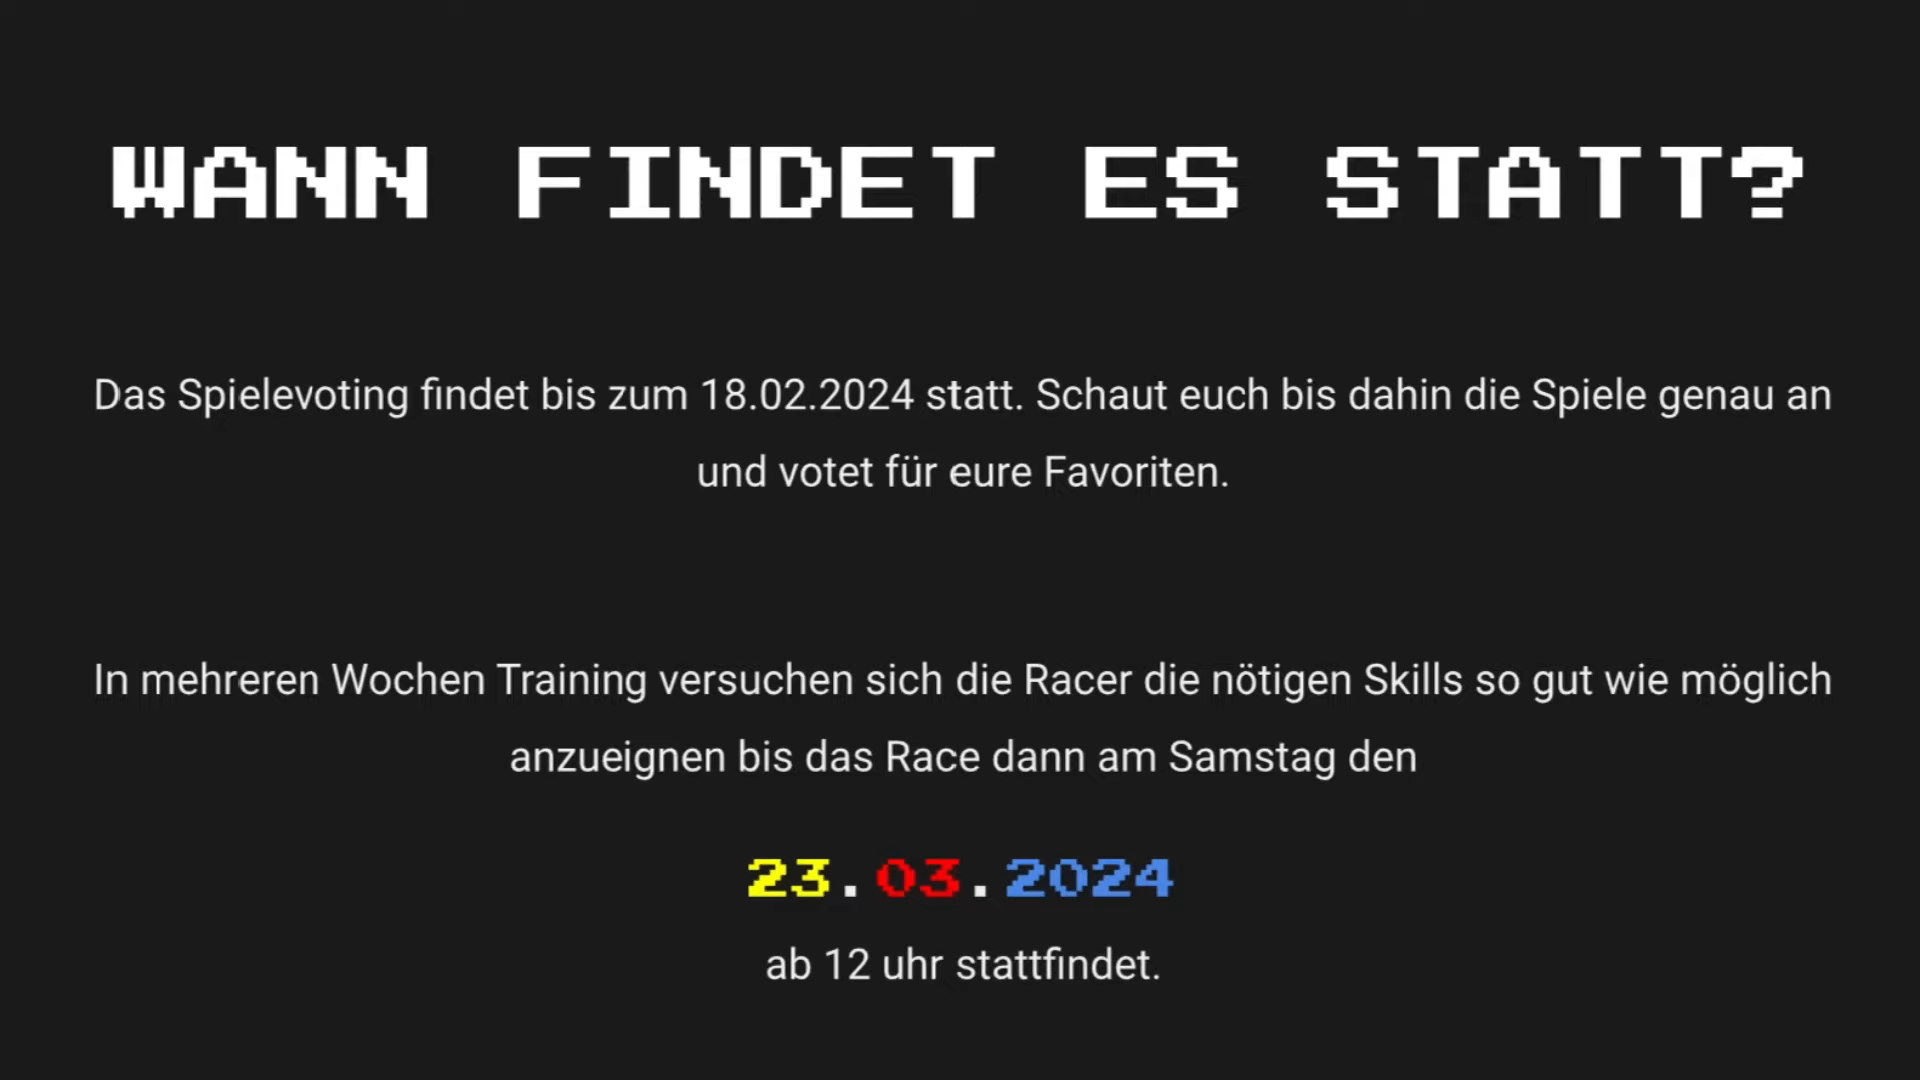 WANN FINDET ES STATT?
Das Spielevoting findet bis zum 18.02.2024 statt. Schaut euch bis dahin die Spiele genau an
und votet für eure Favoriten.
In mehreren Wochen Training versuchen sich die Racer die nötigen Skills so gut wie möglich
anzueignen bis das Race dann am Samstag den
23.03.2024
ab 12 uhr stattfindet.